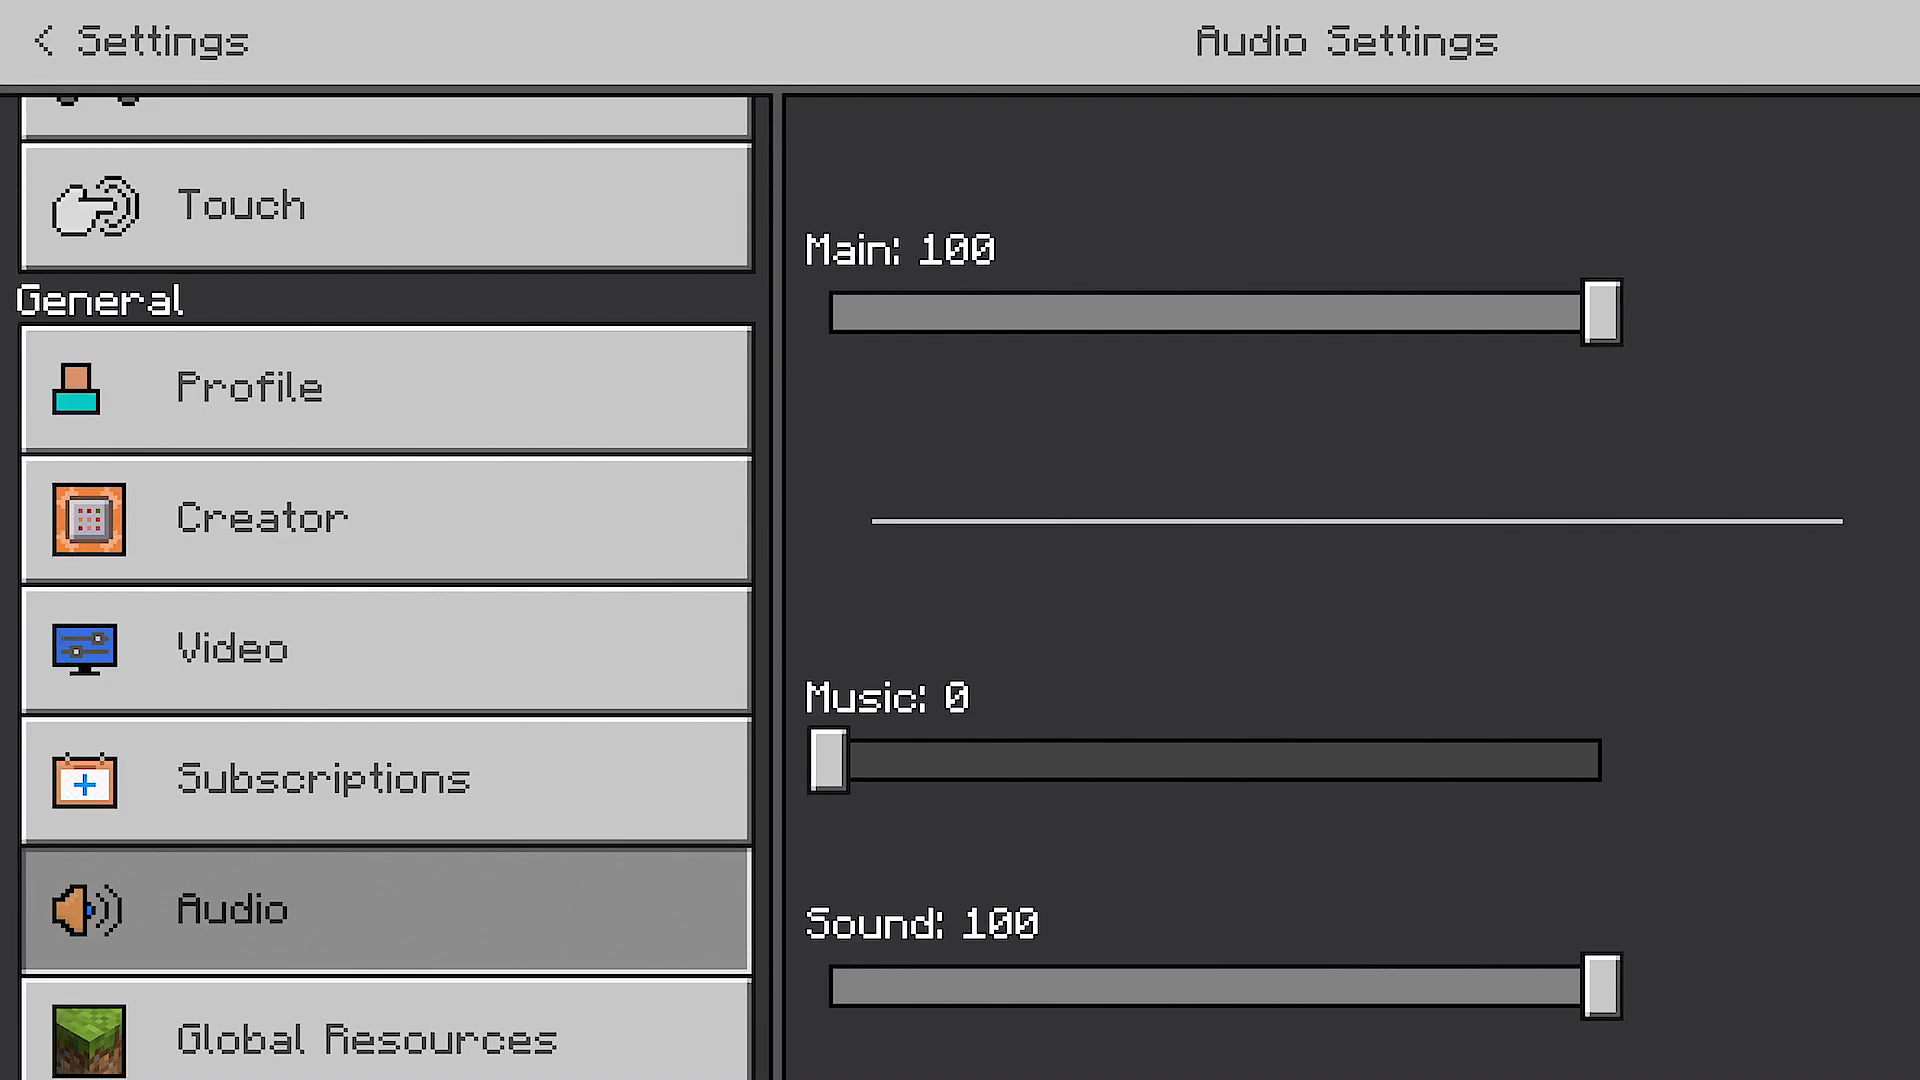 Settings
Audio Settings
Touch
General
Profile
Creator
Video
Subscriptions
Audio
Global Resources
Main: 100
Music: 0
Sound: 100